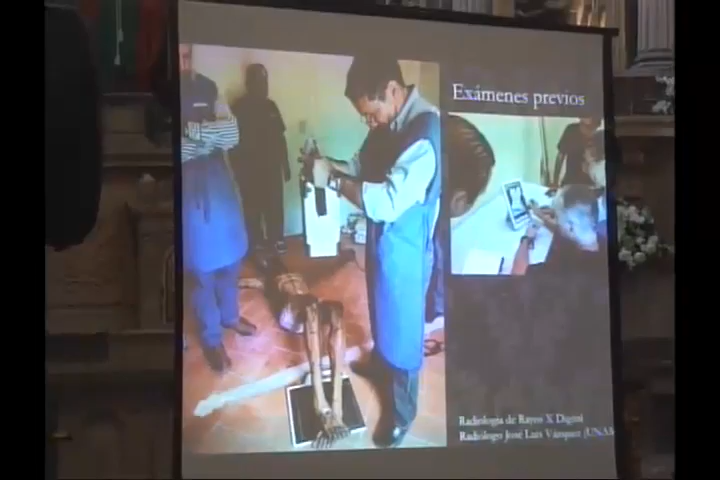 Exámenes previos
Radiología de Rayos X Digital
Radiólogo José Luis Vázquez (UNAM